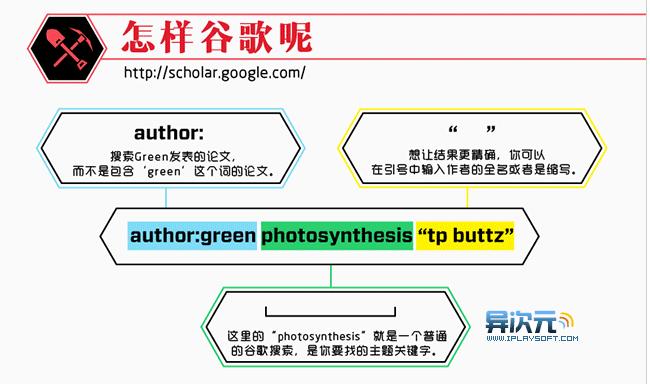 怎样谷歌呢
http://scholar.google.com/
author:
搜索Green发表的论文，
而不是包含‘green’这个词的论文。
“ ”
想让结果更精确，你可以
在引号中输入作者的全名或者是缩写。
author:green photosynthesis “tp buttz”
这里的“photosynthesis”就是一个普通
的谷歌搜索，是你要找的主题关键字。
异次元
WWW.IPLAYSOFT.COM